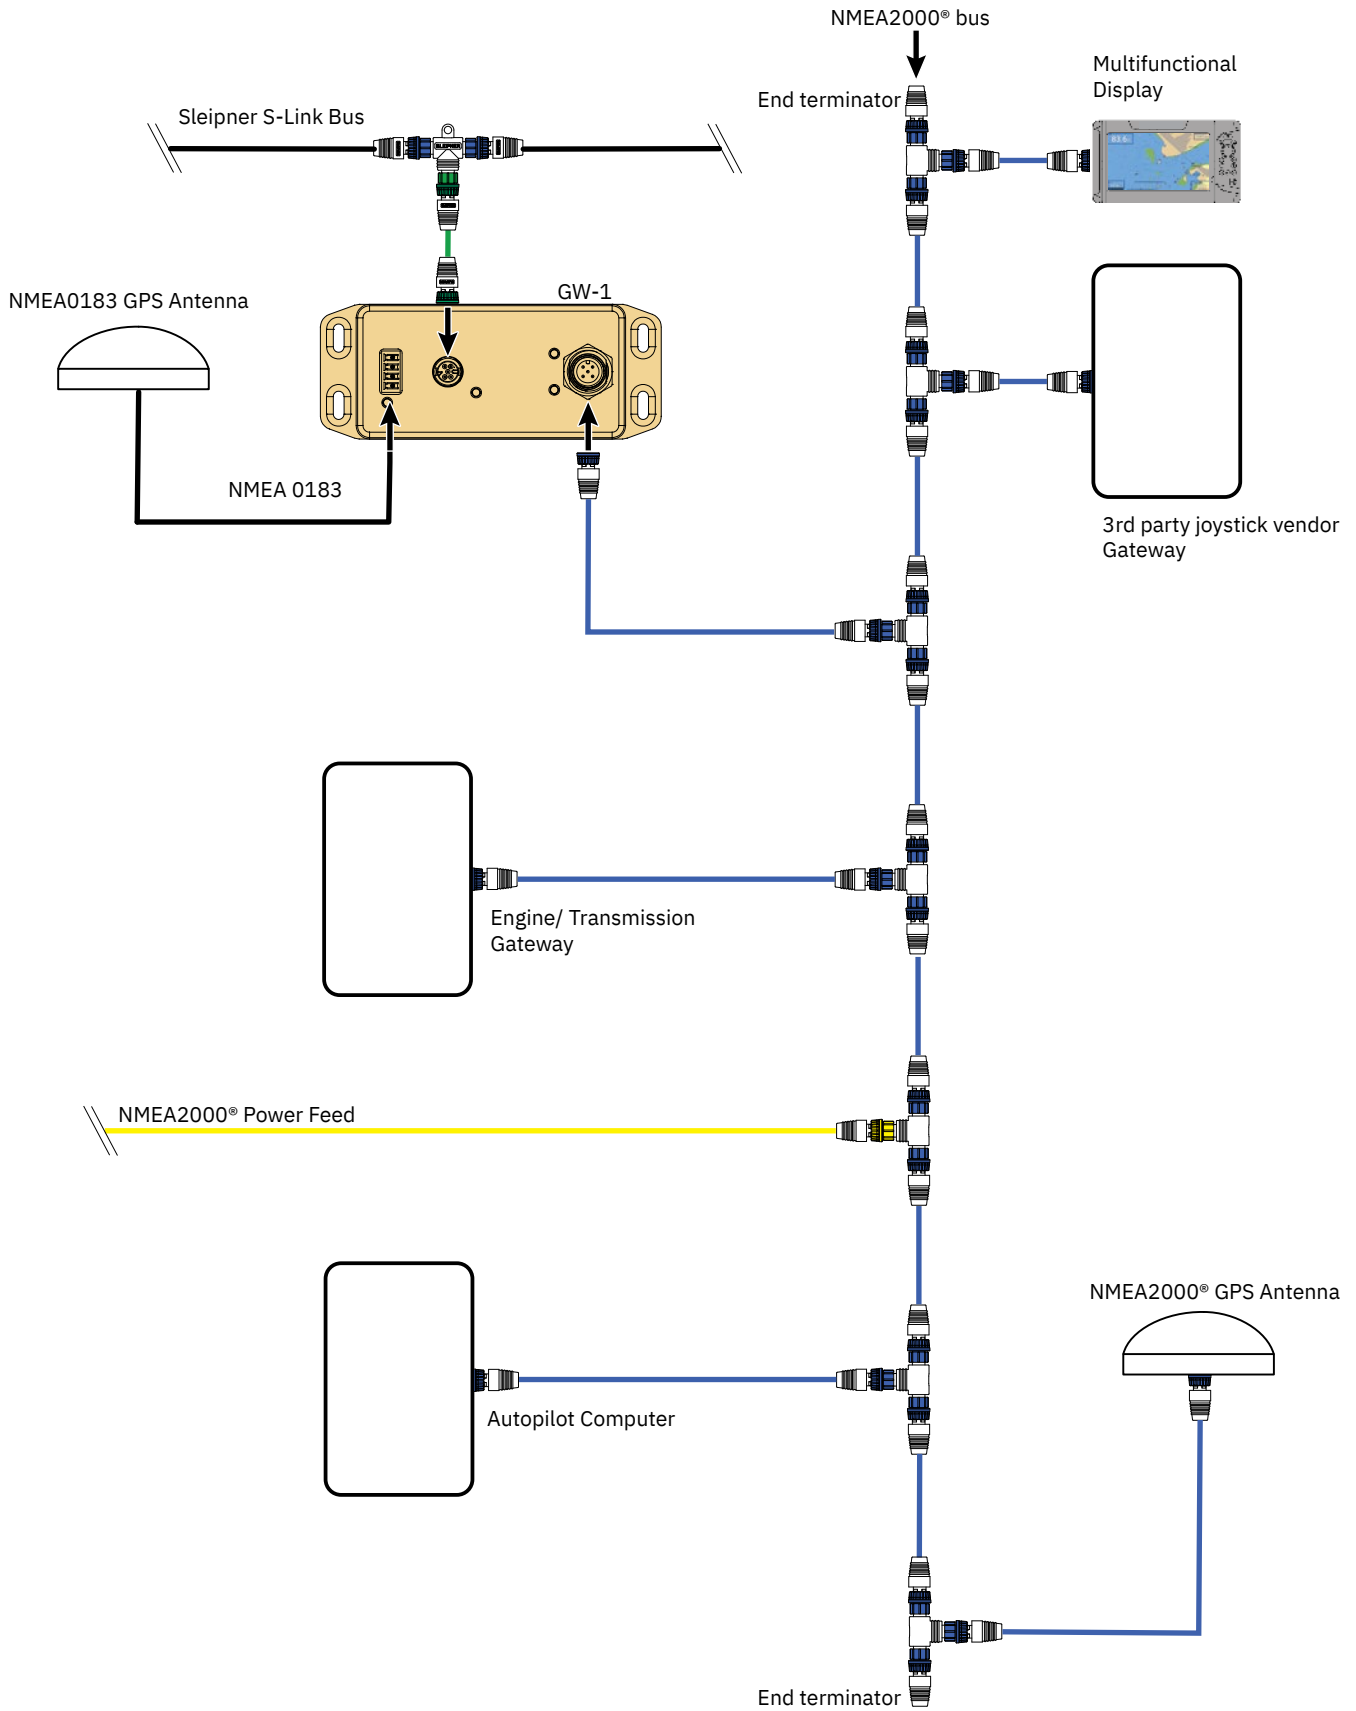 NMEA2000® bus
Multifunctional
Display
End terminator
Sleipner S-Link Bus
SLEIPNER
NMEA0183 GPS Antenna
GW-1
NMEA 0183
3rd party joystick vendor
Gateway
Engine/ Transmission
Gateway
NMEA2000® Power Feed
NMEA2000® GPS Antenna
Autopilot Computer
End terminator